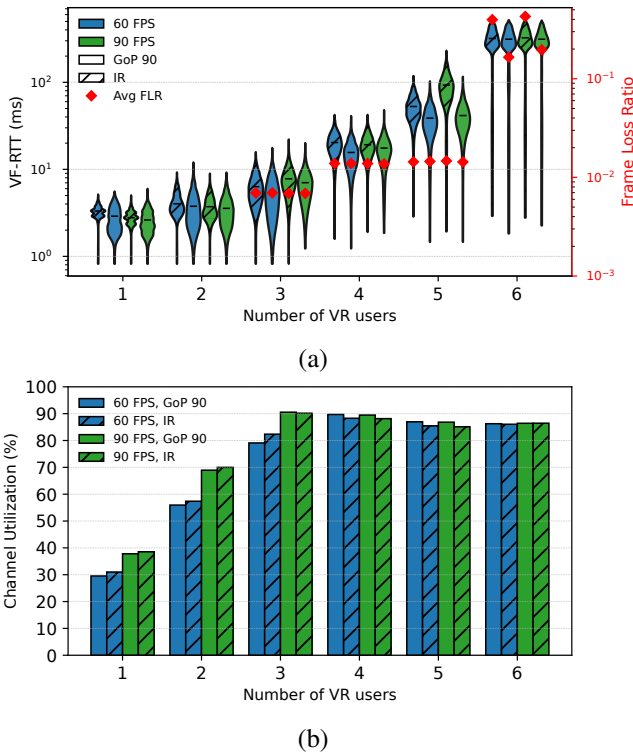 60 FPS
90 FPS
GoP 90
IR
Avg FLR
VF-RTT (ms)
10²
10¹
10⁰
Frame Loss Ratio
10⁻¹
10⁻²
10⁻³
1 2 3 4 5 6
Number of VR users
(a)
60 FPS, GoP 90
60 FPS, IR
90 FPS, GoP 90
90 FPS, IR
Channel Utilization (%)
100
90
80
70
60
50
40
30
20
10
0
1 2 3 4 5 6
Number of VR users
(b)